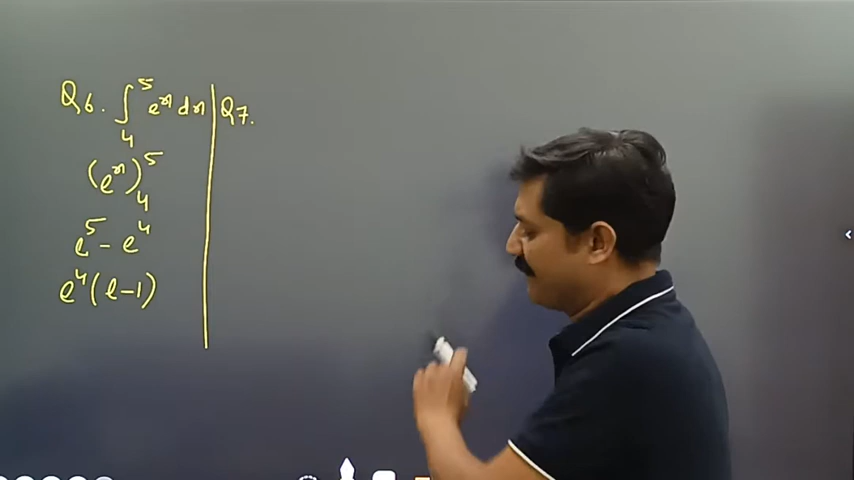 Q6. ∫₄⁵ eˣ dx
(eˣ)₄⁵
e⁵ - e⁴
e⁴(e-1)
Q7.